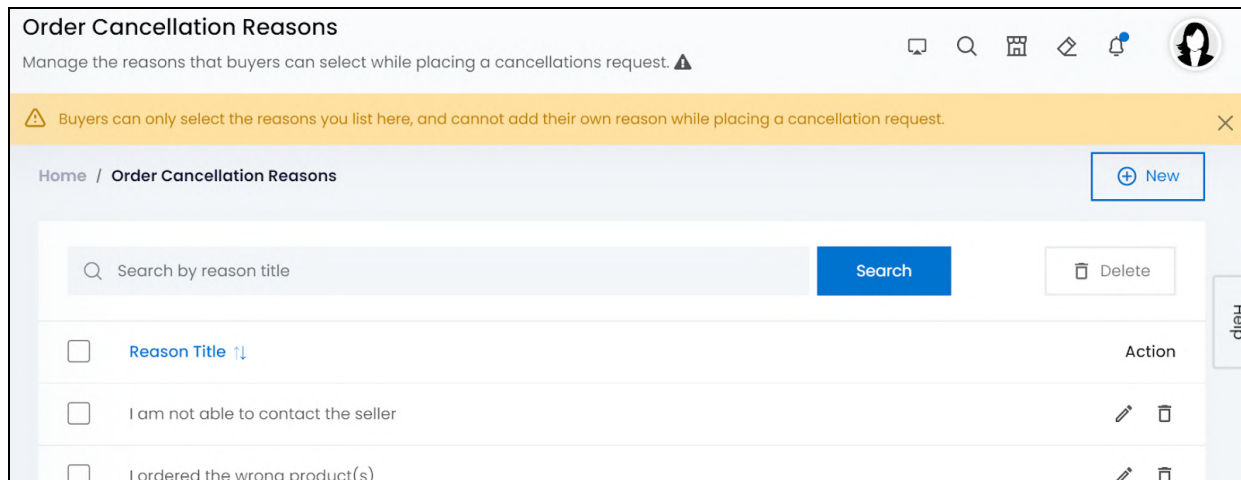 Order Cancellation Reasons
Manage the reasons that buyers can select while placing a cancellations request.
Buyers can only select the reasons you list here, and cannot add their own reason while placing a cancellation request.
Home / Order Cancellation Reasons
New
Search by reason title
Search
Delete
Help
Reason Title
Action
I am not able to contact the seller
I ordered the wrong product(s)